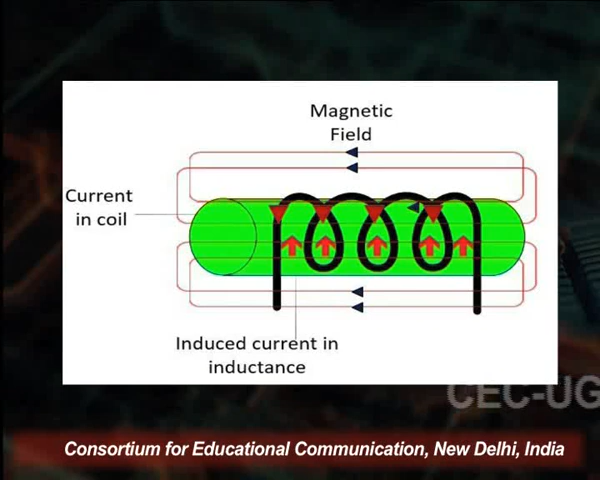 Magnetic
Field
Current
in coil
Induced current in
inductance
CEC-UG
Consortium for Educational Communication, New Delhi, India